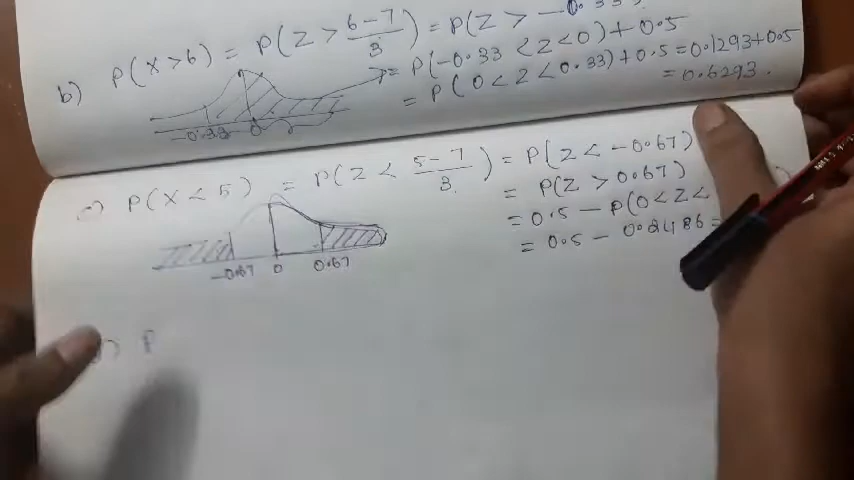 b) P(X>6) = P(Z > 6-7/3) = P(Z > -0.33
= P(-0.33 < Z < 0) + 0.5
= P(0 < Z < 0.33) + 0.5 = 0.1293+0.5
= 0.6293.
-0.33 0
c) P(X < 5) = P(Z < 5-7/3) = P(Z < -0.67)
= P(Z > 0.67)
= 0.5 - P(0 < Z <
= 0.5 - 0.2486 =
-0.67 0 0.67
) P